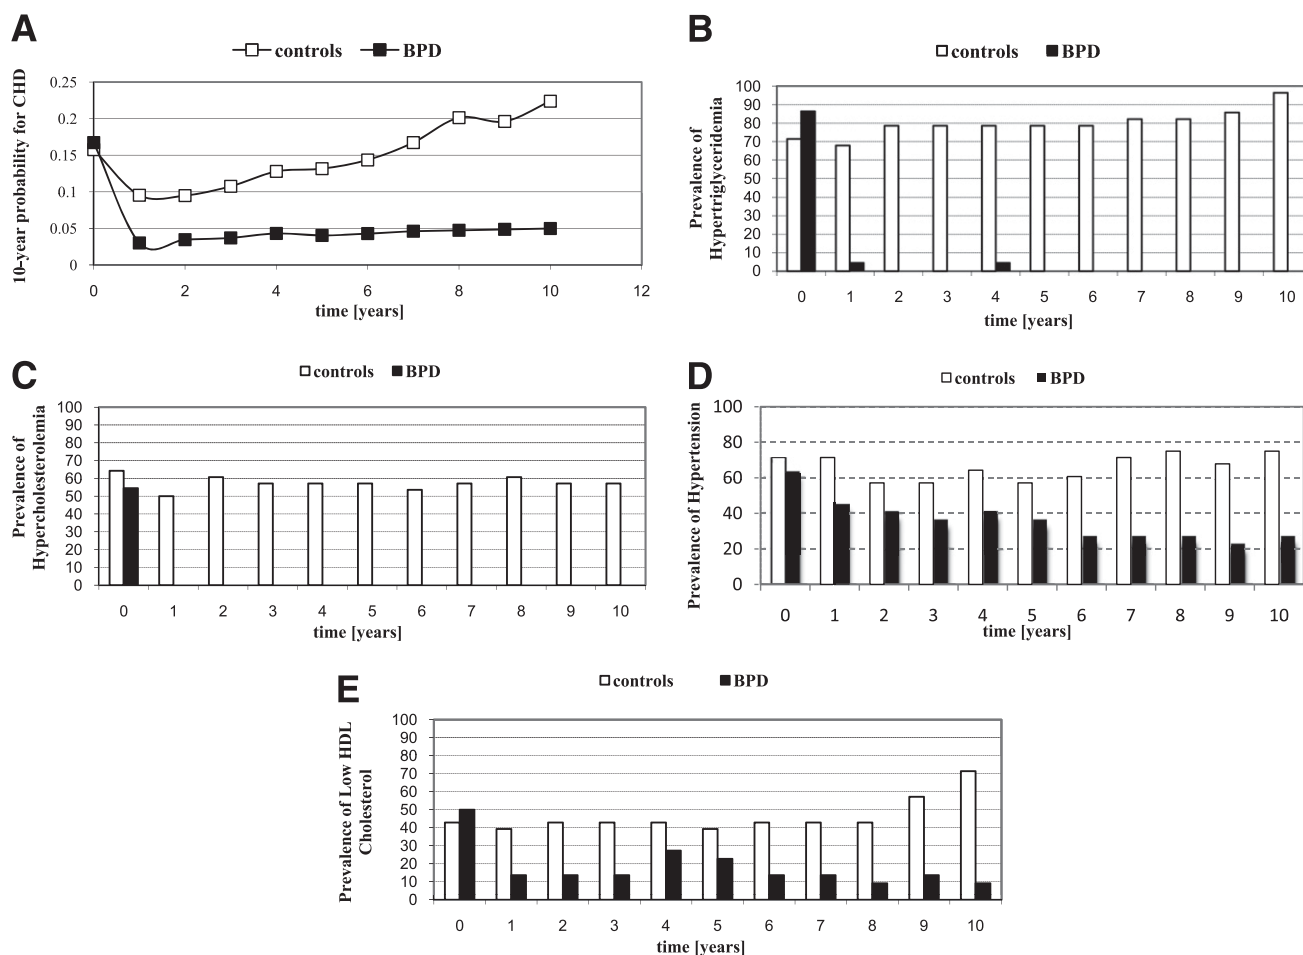 A
controls BPD
10-year probability for CHD
0.25
0.2
0.15
0.1
0.05
0
0 2 4 6 8 10 12
time [years]
B
controls BPD
Prevalence of
Hypertriglyceridemia
100
90
80
70
60
50
40
30
20
10
0
0 1 2 3 4 5 6 7 8 9 10
time [years]
C
controls BPD
Prevalence of
Hypercholesterolemia
100
90
80
70
60
50
40
30
20
10
0
0 1 2 3 4 5 6 7 8 9 10
time [years]
D
controls BPD
Prevalence of Hypertension
100
80
60
40
20
0
0 1 2 3 4 5 6 7 8 9 10
time [years]
E
controls BPD
Prevalence of Low HDL
Cholesterol
100
90
80
70
60
50
40
30
20
10
0
0 1 2 3 4 5 6 7 8 9 10
time [years]